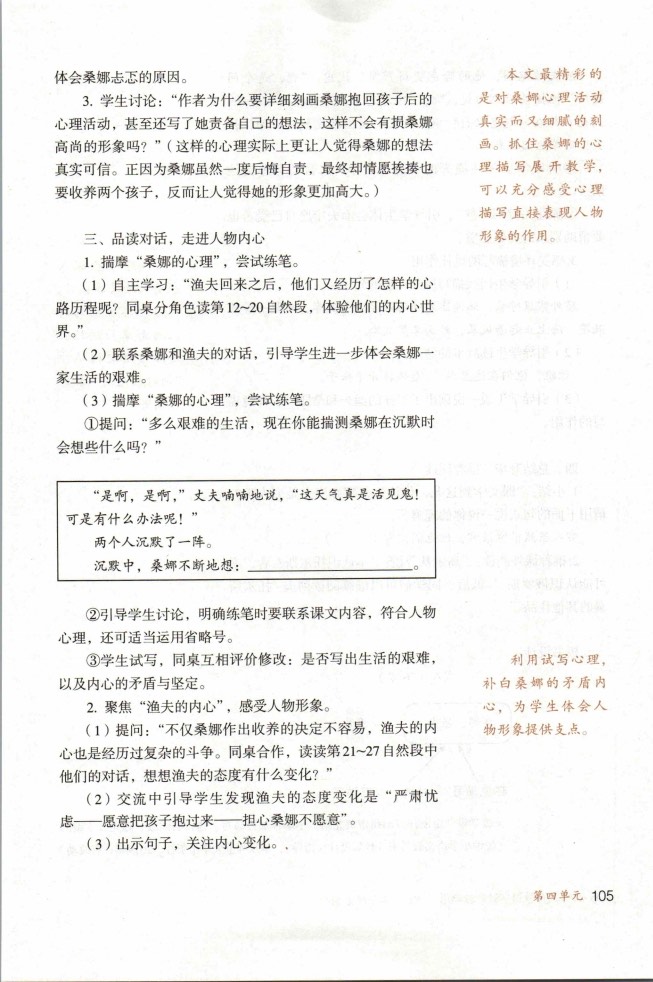 体会桑娜忐忑的原因。
3. 学生讨论：“作者为什么要详细刻画桑娜抱回孩子后的
心理活动，甚至还写了她责备自己的想法，这样不会有损桑娜
高尚的形象吗？”（这样的心理实际上更让人觉得桑娜的想法
真实可信。正因为桑娜虽然一度后悔自责，最终却情愿挨揍也
要收养两个孩子，反而让人觉得她的形象更加高大。）
三、品读对话，走进人物内心
1. 揣摩“桑娜的心理”，尝试练笔。
（1）自主学习：“渔夫回来之后，他们又经历了怎样的心
路历程呢？同桌分角色读第12~20自然段，体验他们的内心世
界。”
（2）联系桑娜和渔夫的对话，引导学生进一步体会桑娜一
家生活的艰难。
（3）揣摩“桑娜的心理”，尝试练笔。
①提问：“多么艰难的生活，现在你能揣测桑娜在沉默时
会想些什么吗？”
“是啊，是啊，”丈夫喃喃地说，“这天气真是活见鬼！
可是有什么办法呢！”
两个人沉默了一阵。
沉默中，桑娜不断地想：＿＿＿＿＿＿＿＿＿＿。
②引导学生讨论，明确练笔时要联系课文内容，符合人物
心理，还可适当运用省略号。
③学生试写，同桌互相评价修改：是否写出生活的艰难，
以及内心的矛盾与坚定。
2. 聚焦“渔夫的内心”，感受人物形象。
（1）提问：“不仅桑娜作出收养的决定不容易，渔夫的内
心也是经历过复杂的斗争。同桌合作，读读第21~27自然段中
他们的对话，想想渔夫的态度有什么变化？”
（2）交流中引导学生发现渔夫的态度变化是“严肃忧
虑——愿意把孩子抱过来——担心桑娜不愿意”。
（3）出示句子，关注内心变化。
本文最精彩的
是对桑娜心理活动
真实而又细腻的刻
画。抓住桑娜的心
理描写展开教学，
可以充分感受心理
描写直接表现人物
形象的作用。
利用试写心理，
补白桑娜的矛盾内
心，为学生体会人
物形象提供支点。
第四单元 105